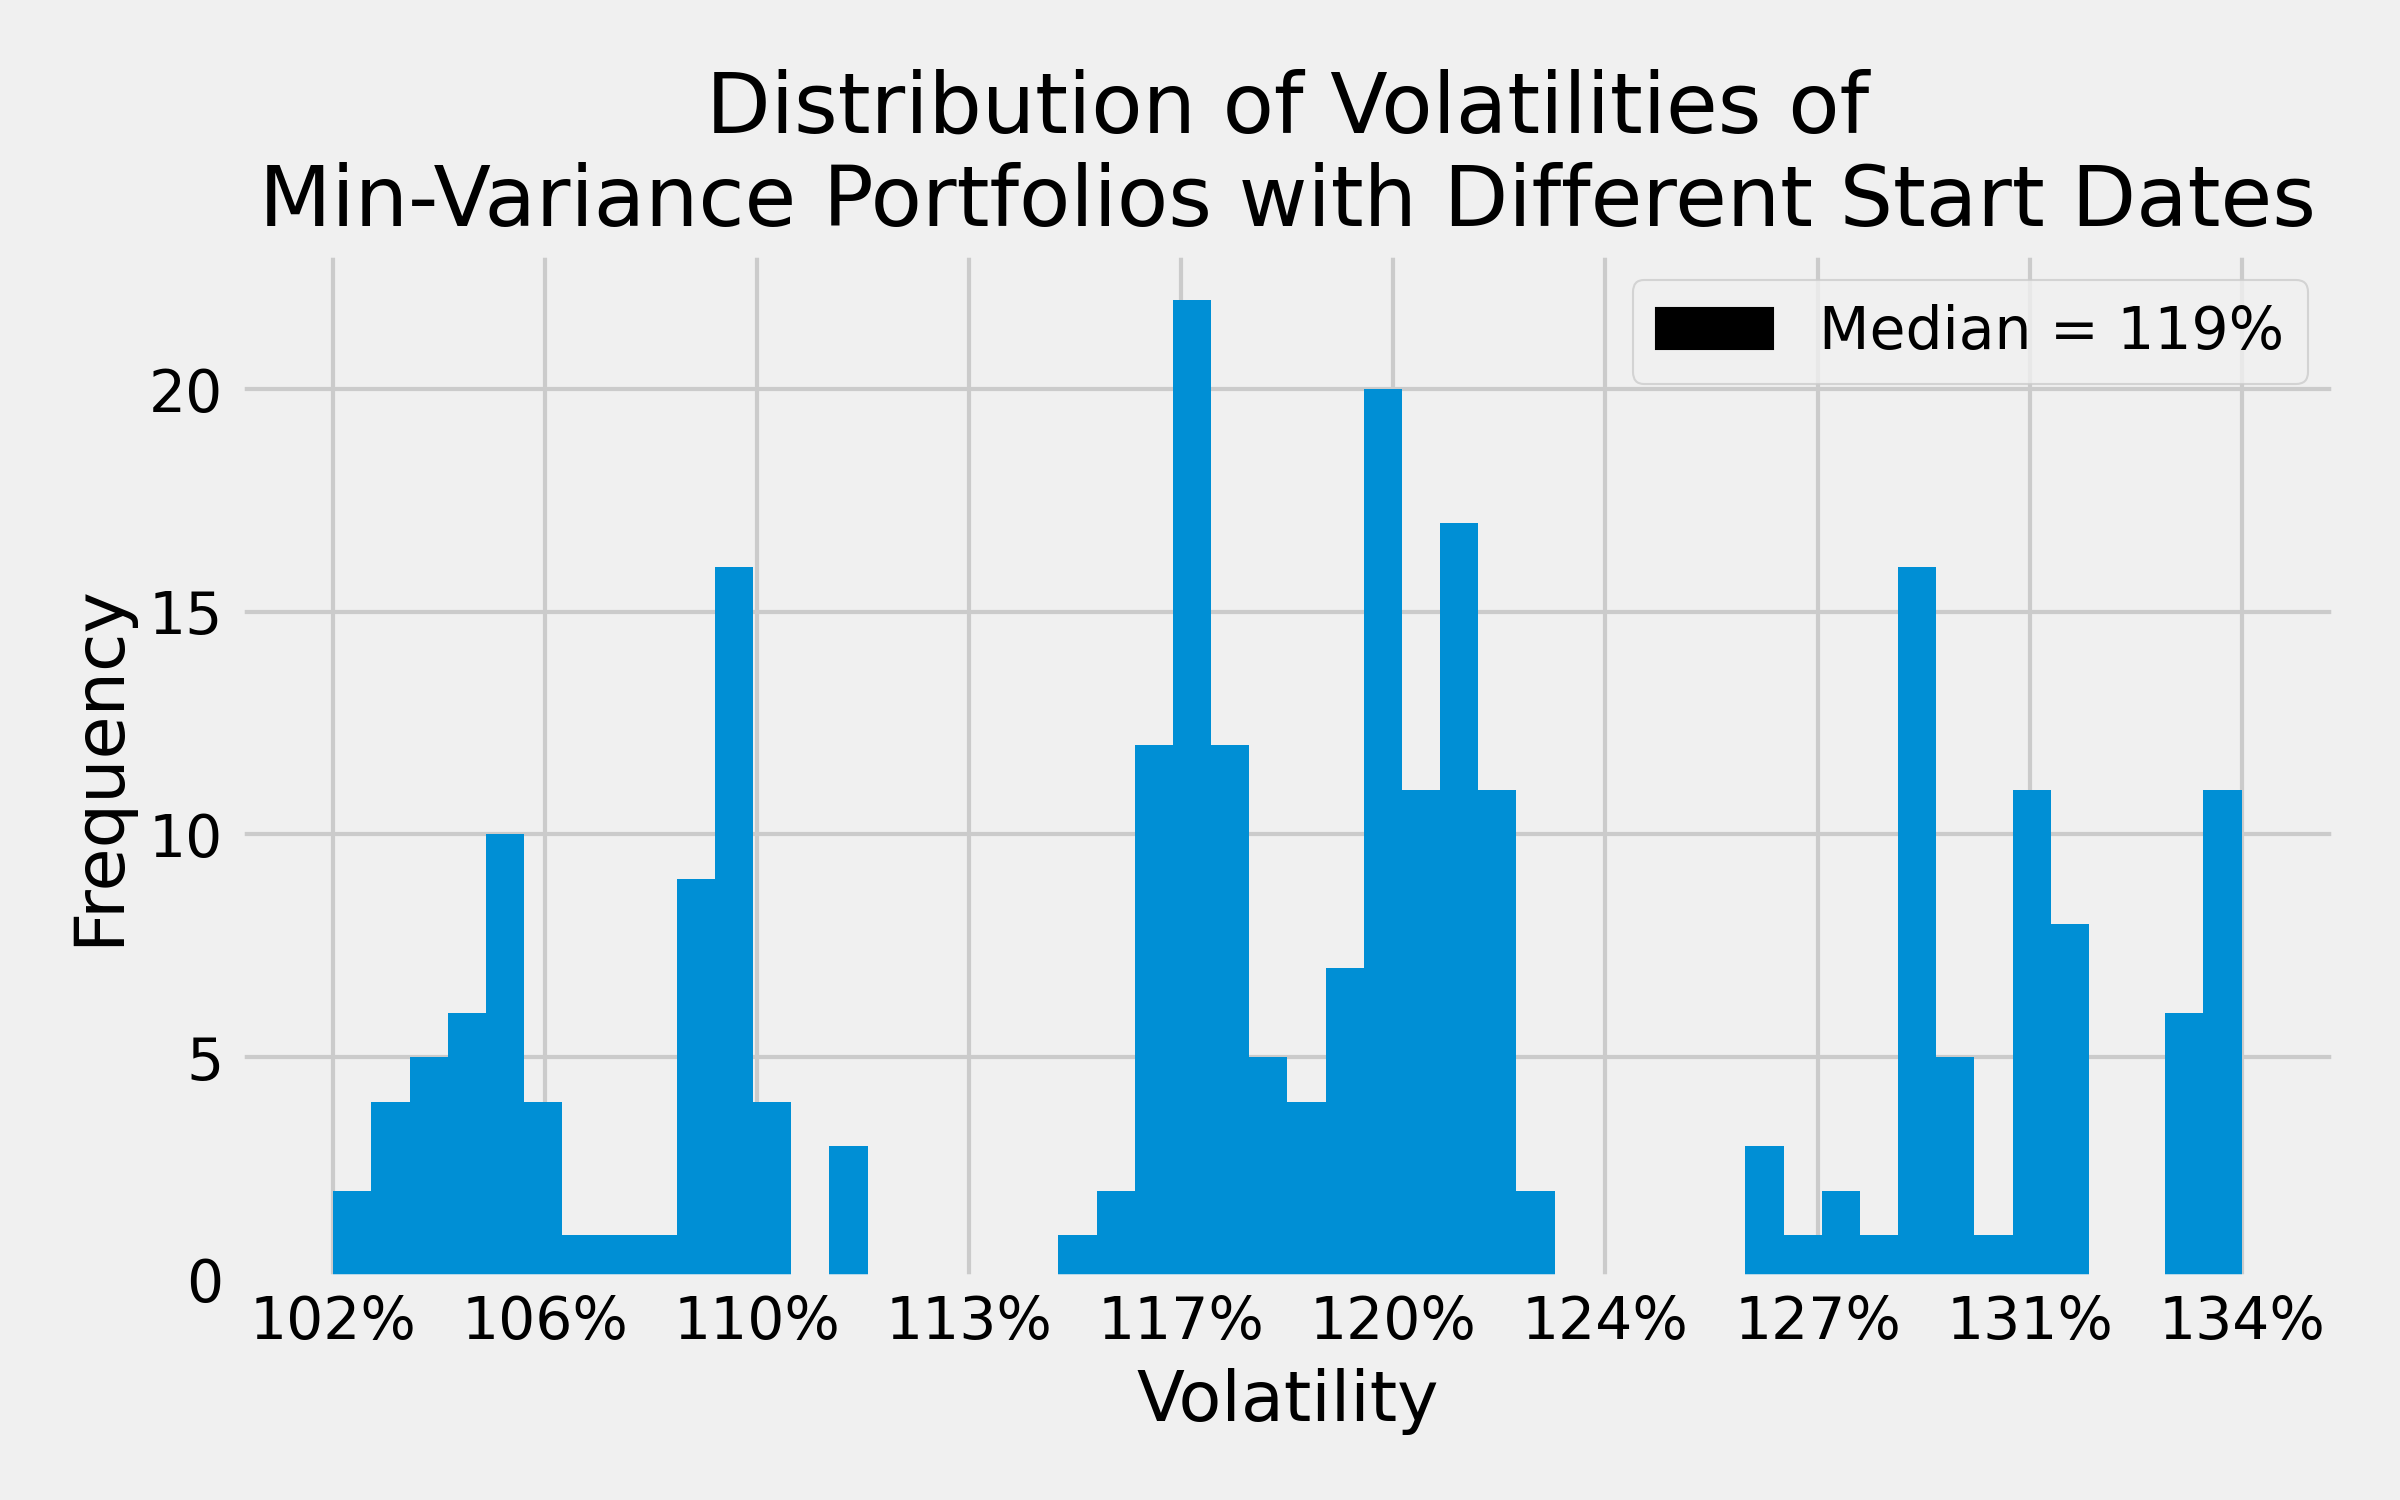 Distribution of Volatilities of
Min-Variance Portfolios with Different Start Dates
Median = 119%
Frequency
20
15
10
5
0
102% 106% 110% 113% 117% 120% 124% 127% 131% 134%
Volatility